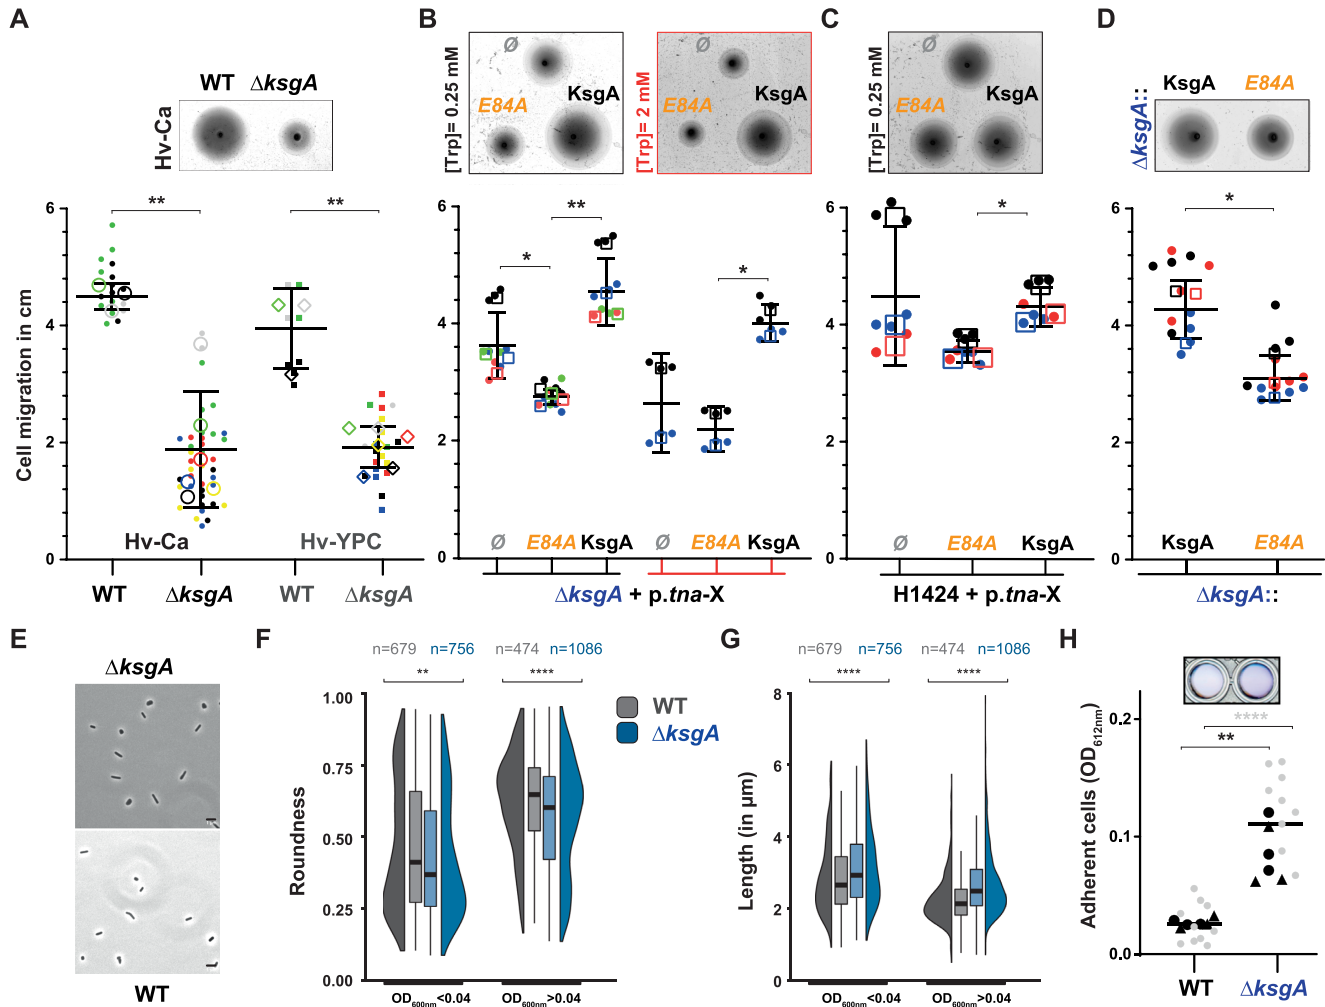 A
WT ΔksgA
Hv-Ca
Cell migration in cm
6
4
2
0
**
**
Hv-Ca
Hv-YPC
WT
ΔksgA
WT
ΔksgA
B
[Trp]= 0.25 mM
Ø
E84A
KsgA
[Trp]= 2 mM
Ø
E84A
KsgA
6
4
2
0
*
**
*
Ø
E84A
KsgA
Ø
E84A
KsgA
ΔksgA + p.tna-X
C
[Trp]= 0.25 mM
Ø
E84A
KsgA
6
4
2
0
*
Ø
E84A
KsgA
H1424 + p.tna-X
D
ΔksgA::
KsgA
E84A
6
4
2
0
*
KsgA
E84A
ΔksgA::
E
ΔksgA
WT
F
n=679 n=756 n=474 n=1086
**
****
Roundness
1.00
0.75
0.50
0.25
0.00
OD600nm<0.04
OD600nm>0.04
WT
ΔksgA
G
n=679 n=756 n=474 n=1086
****
****
Length (in µm)
8
6
4
2
0
OD600nm<0.04
OD600nm>0.04
H
Adherent cells (OD612nm)
0.2
0.1
0.0
****
**
WT
ΔksgA